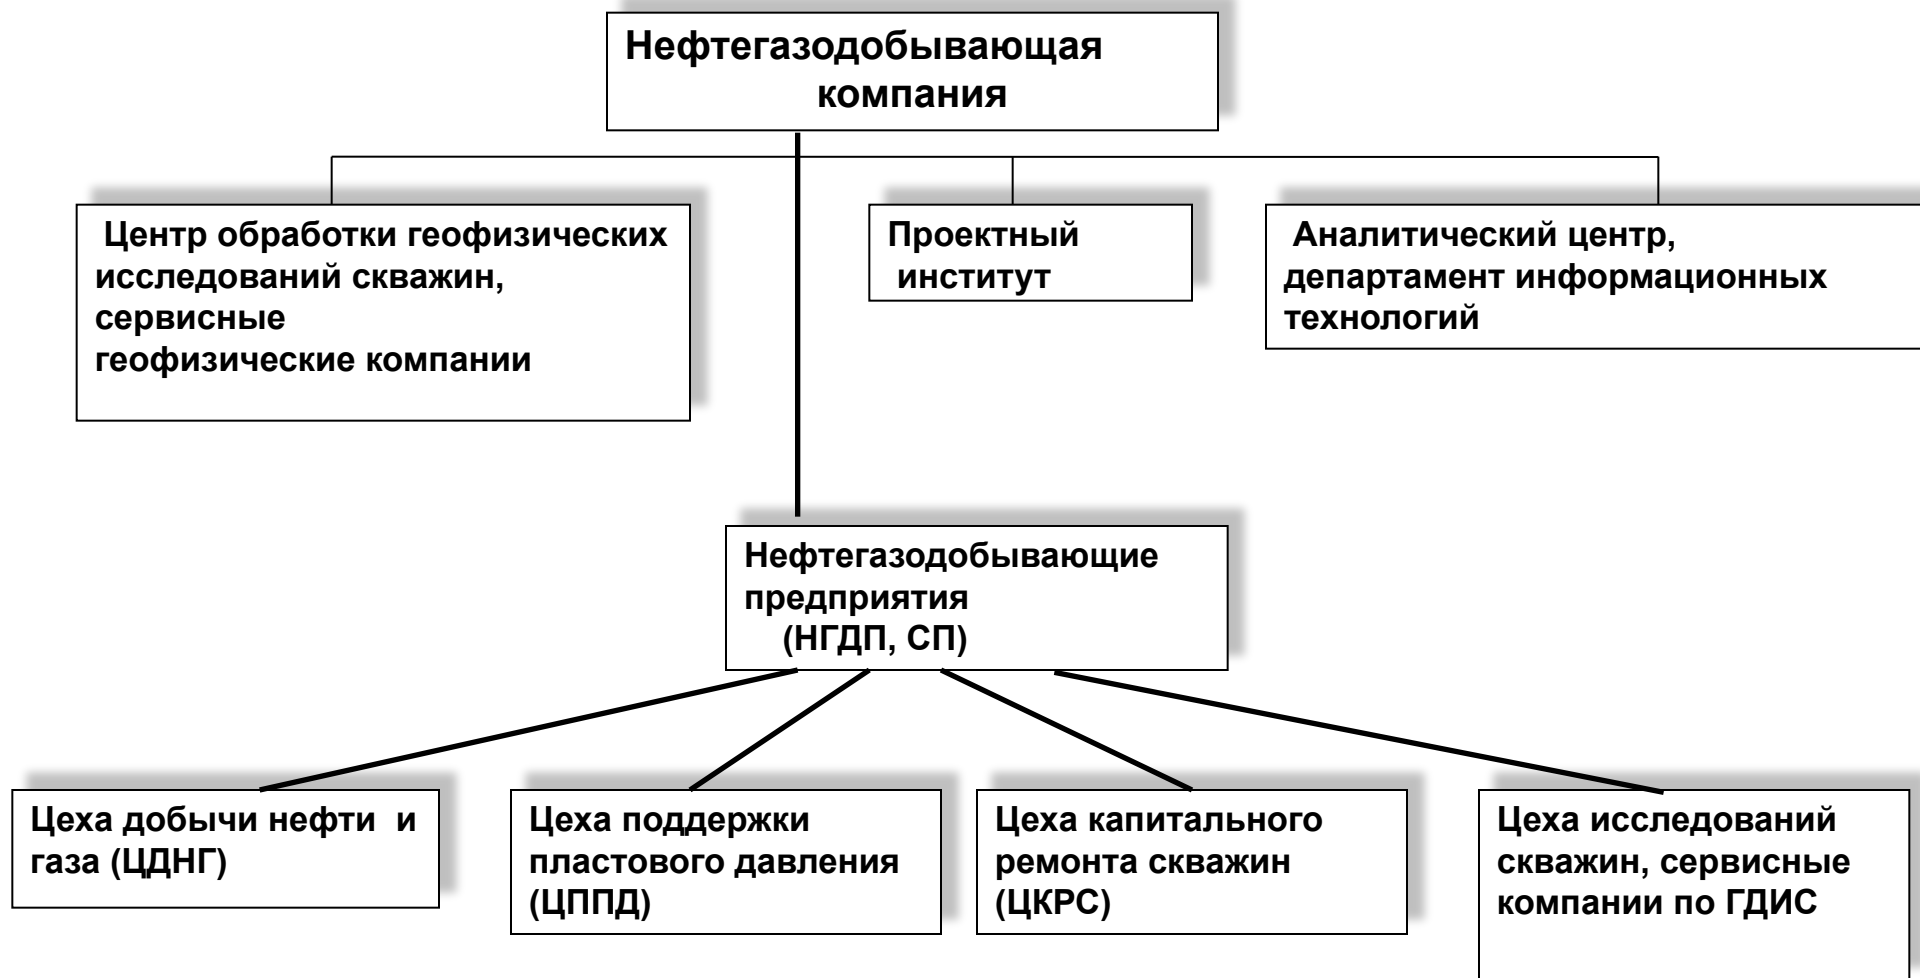 Нефтегазодобывающая
компания
Центр обработки геофизических
исследований скважин,
сервисные
геофизические компании
Проектный
институт
Аналитический центр,
департамент информационных
технологий
Нефтегазодобывающие
предприятия
(НГДП, СП)
Цеха добычи нефти и
газа (ЦДНГ)
Цеха поддержки
пластового давления
(ЦППД)
Цеха капитального
ремонта скважин
(ЦКРС)
Цеха исследований
скважин, сервисные
компании по ГДИС